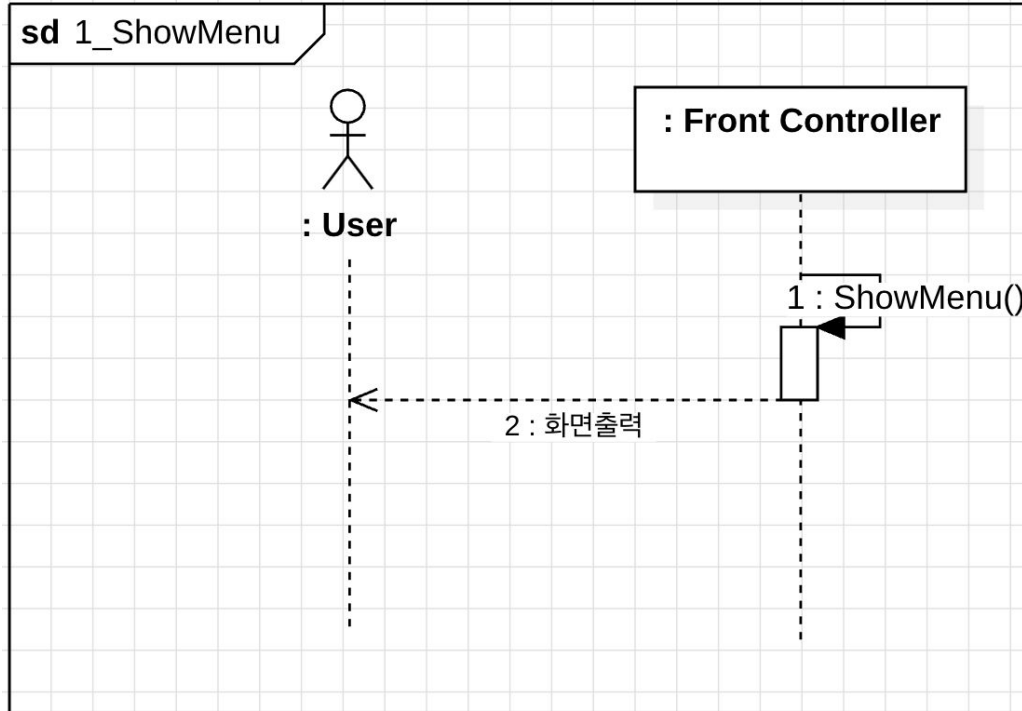 sd 1_ShowMenu
: Front Controller
: User
1 : ShowMenu()
2 : 화면출력